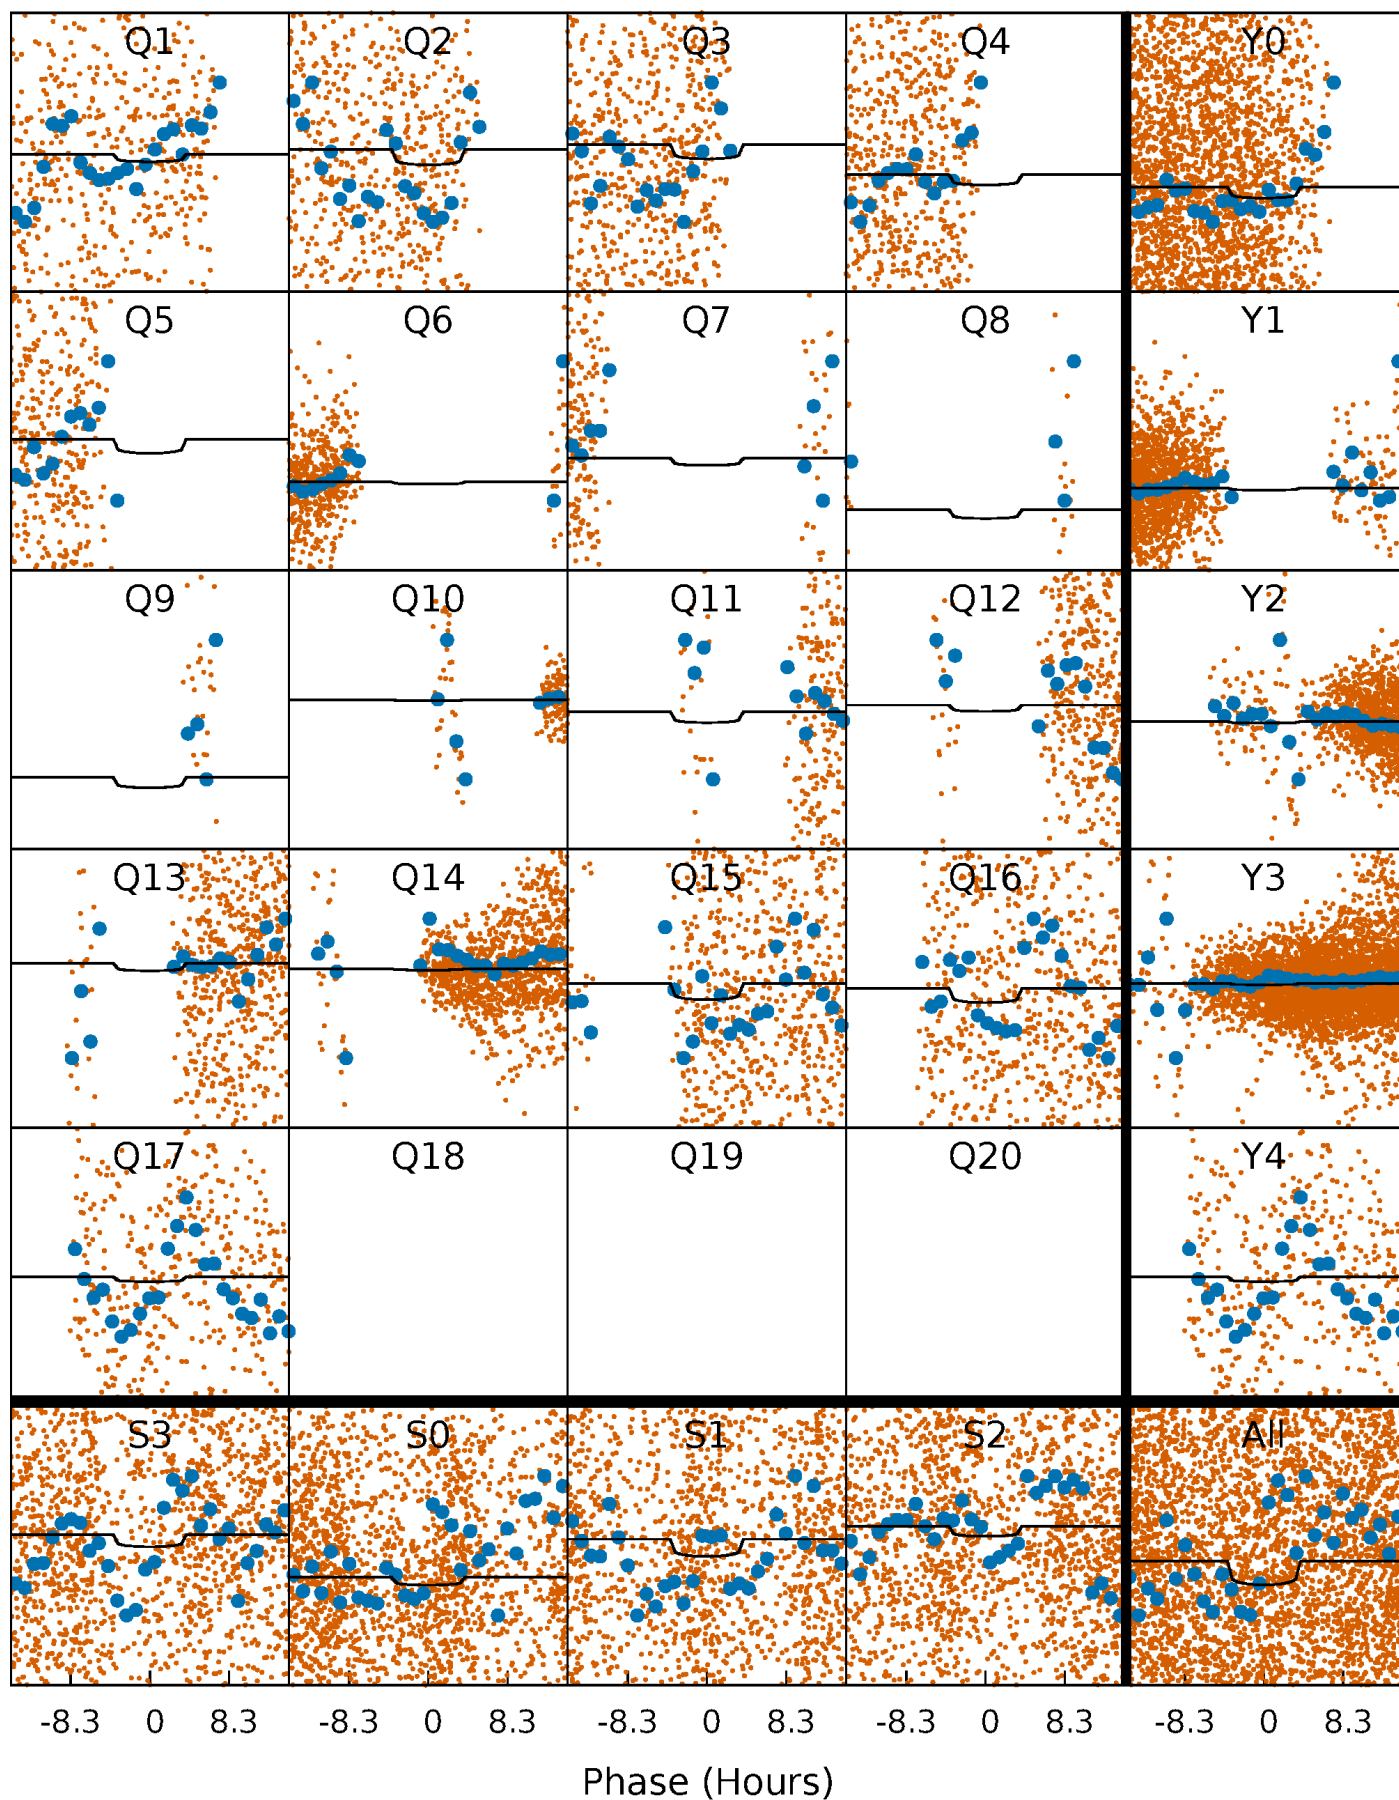 Q1 Q2 Q3 Q4 Y0
Q5 Q6 Q7 Q8 Y1
Q9 Q10 Q11 Q12 Y2
Q13 Q14 Q15 Q16 Y3
Q17 Q18 Q19 Q20 Y4
S3 S0 S1 S2 All
-8.3 0 8.3 -8.3 0 8.3 -8.3 0 8.3 -8.3 0 8.3 -8.3 0 8.3
Phase (Hours)